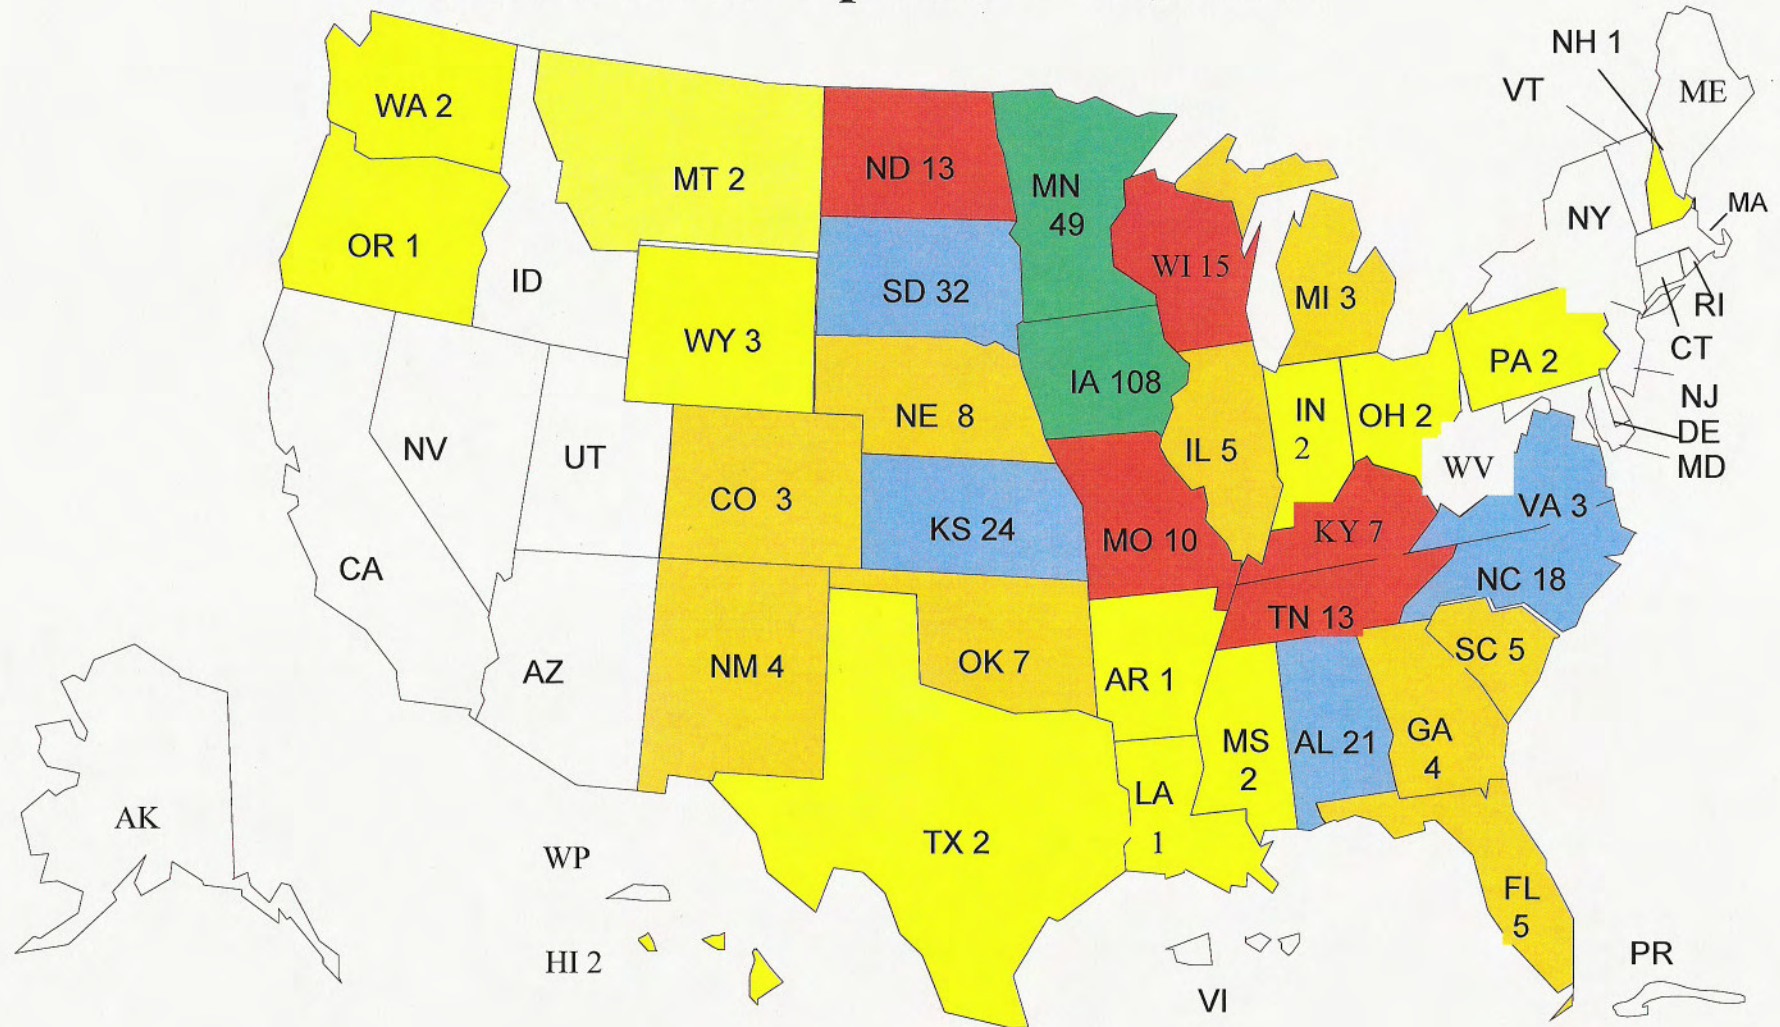 NH 1
VT
ME
WA 2
MT 2
ND 13
MN
49
MA
NY
OR 1
ID
SD 32
WI 15
MI 3
RI
WY 3
CT
PA 2
IA 108
NJ
NE 8
IN
2
OH 2
DE
NV
UT
IL 5
WV
MD
CO 3
KS 24
VA 3
MO 10
KY 7
CA
NC 18
TN 13
AZ
NM 4
OK 7
AR 1
SC 5
MS
2
AL 21
GA
4
LA
1
AK
TX 2
WP
FL
5
HI 2
PR
VI